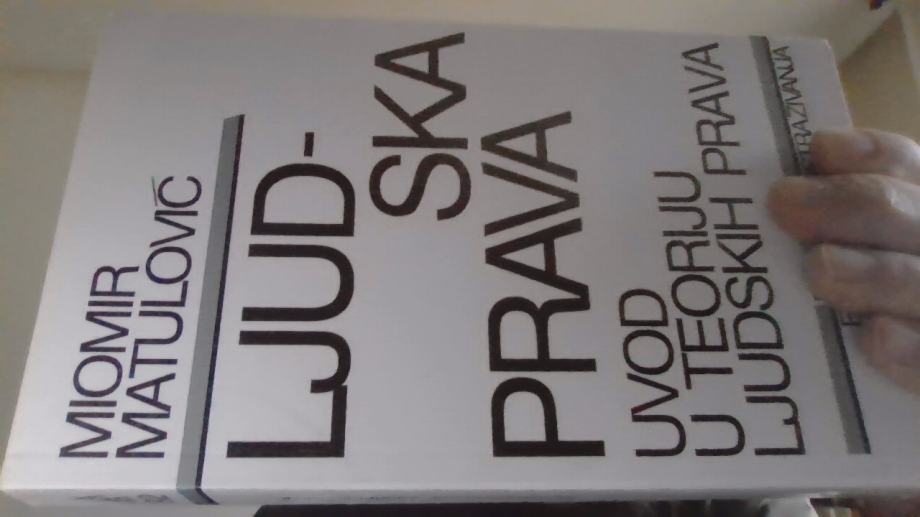 MIOMIR
MATULOVIĆ
LJUD-
SKA
PRAVA
UVOD
U TEORIJU
LJUDSKIH PRAVA